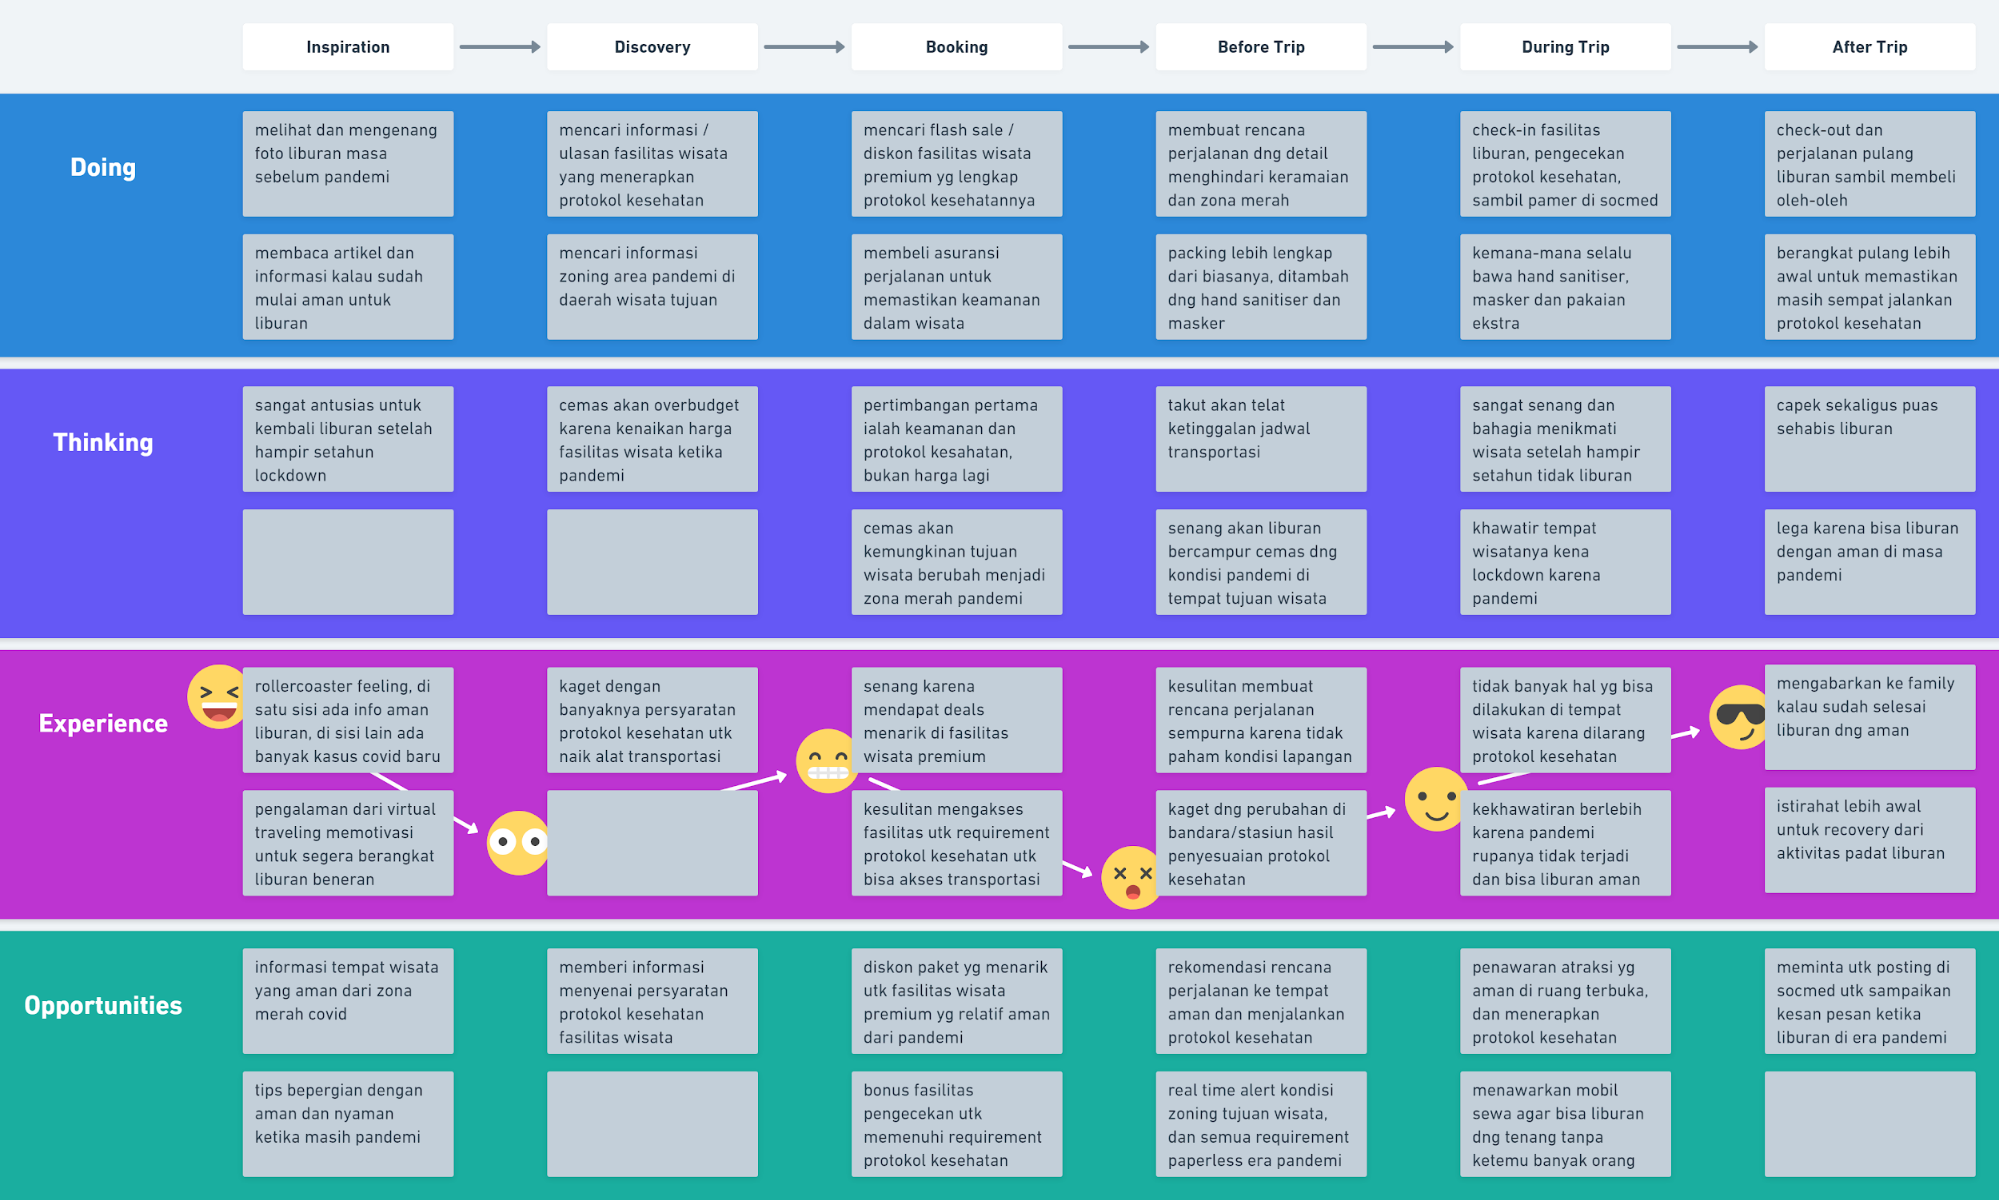 Inspiration
Discovery
Booking
Before Trip
During Trip
After Trip
Doing
melihat dan mengenang
foto liburan masa
sebelum pandemi
mencari informasi /
ulasan fasilitas wisata
yang menerapkan
protokol kesehatan
mencari flash sale /
diskon fasilitas wisata
premium yg lengkap
protokol kesehatannya
membuat rencana
perjalanan dng detail
menghindari keramaian
dan zona merah
check-in fasilitas
liburan, pengecekan
protokol kesehatan,
sambil pamer di socmed
check-out dan
perjalanan pulang
liburan sambil membeli
oleh-oleh
membaca artikel dan
informasi kalau sudah
mulai aman untuk
liburan
mencari informasi
zoning area pandemi di
daerah wisata tujuan
membeli asuransi
perjalanan untuk
memastikan keamanan
dalam wisata
packing lebih lengkap
dari biasanya, ditambah
dng hand sanitiser dan
masker
kemana-mana selalu
bawa hand sanitiser,
masker dan pakaian
ekstra
berangkat pulang lebih
awal untuk memastikan
masih sempat jalankan
protokol kesehatan
Thinking
sangat antusias untuk
kembali liburan setelah
hampir setahun
lockdown
cemas akan overbudget
karena kenaikan harga
fasilitas wisata ketika
pandemi
pertimbangan pertama
ialah keamanan dan
protokol kesahatan,
bukan harga lagi
takut akan telat
ketinggalan jadwal
transportasi
sangat senang dan
bahagia menikmati
wisata setelah hampir
setahun tidak liburan
capek sekaligus puas
sehabis liburan
cemas akan
kemungkinan tujuan
wisata berubah menjadi
zona merah pandemi
senang akan liburan
bercampur cemas dng
kondisi pandemi di
tempat tujuan wisata
khawatir tempat
wisatanya kena
lockdown karena
pandemi
lega karena bisa liburan
dengan aman di masa
pandemi
Experience
rollercoaster feeling, di
satu sisi ada info aman
liburan, di sisi lain ada
banyak kasus covid baru
kaget dengan
banyaknya persyaratan
protokol kesehatan utk
naik alat transportasi
senang karena
mendapat deals
menarik di fasilitas
wisata premium
kesulitan membuat
rencana perjalanan
sempurna karena tidak
paham kondisi lapangan
tidak banyak hal yg bisa
dilakukan di tempat
wisata karena dilarang
protokol kesehatan
mengabarkan ke family
kalau sudah selesai
liburan dng aman
pengalaman dari virtual
traveling memotivasi
untuk segera berangkat
liburan beneran
kesulitan mengakses
fasilitas utk requirement
protokol kesehatan utk
bisa akses transportasi
kaget dng perubahan di
bandara/stasiun hasil
penyesuaian protokol
kesehatan
kekhawatiran berlebih
karena pandemi
rupanya tidak terjadi
dan bisa liburan aman
istirahat lebih awal
untuk recovery dari
aktivitas padat liburan
Opportunities
informasi tempat wisata
yang aman dari zona
merah covid
memberi informasi
menyenai persyaratan
protokol kesehatan
fasilitas wisata
diskon paket yg menarik
utk fasilitas wisata
premium yg relatif aman
dari pandemi
rekomendasi rencana
perjalanan ke tempat
aman dan menjalankan
protokol kesehatan
penawaran atraksi yg
aman di ruang terbuka,
dan menerapkan
protokol kesehatan
meminta utk posting di
socmed utk sampaikan
kesan pesan ketika
liburan di era pandemi
tips bepergian dengan
aman dan nyaman
ketika masih pandemi
bonus fasilitas
pengecekan utk
memenuhi requirement
protokol kesehatan
real time alert kondisi
zoning tujuan wisata,
dan semua requirement
paperless era pandemi
menawarkan mobil
sewa agar bisa liburan
dng tenang tanpa
ketemu banyak orang